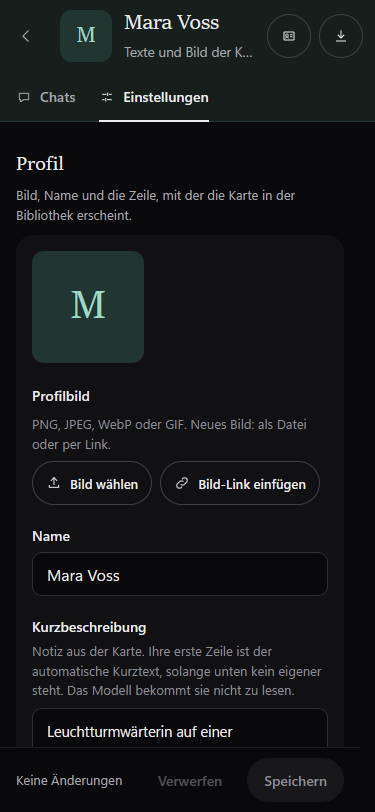 M
Mara Voss
Texte und Bild der K...
Chats
Einstellungen
Profil
Bild, Name und die Zeile, mit der die Karte in der
Bibliothek erscheint.
M
Profilbild
PNG, JPEG, WebP oder GIF. Neues Bild: als Datei
oder per Link.
Bild wählen
Bild-Link einfügen
Name
Mara Voss
Kurzbeschreibung
Notiz aus der Karte. Ihre erste Zeile ist der
automatische Kurztext, solange unten kein eigener
steht. Das Modell bekommt sie nicht zu lesen.
Leuchtturmwärterin auf einer
Keine Änderungen
Verwerfen
Speichern